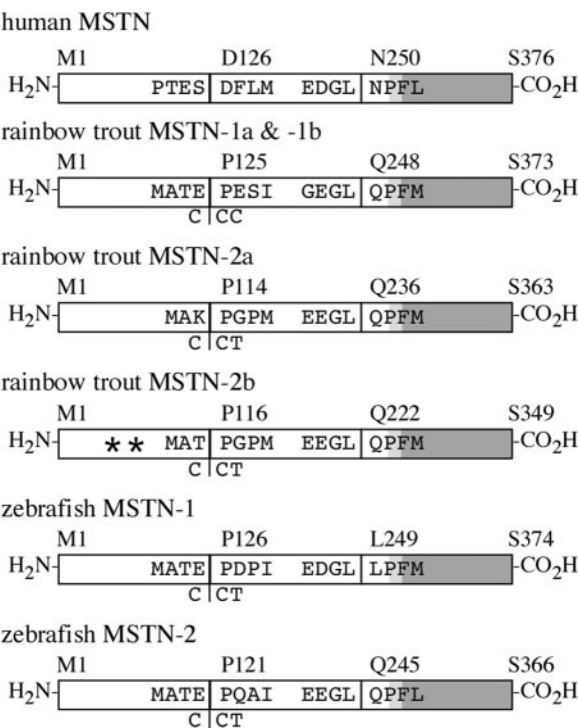 human MSTN
M1 D126 N250 S376
H2N- PTES DFLM EDGL NPFL -CO2H
rainbow trout MSTN-1a & -1b
M1 P125 Q248 S373
H2N- MATE PESI GEGL QPFM -CO2H
C CC
rainbow trout MSTN-2a
M1 P114 Q236 S363
H2N- MAK PGPM EEGL QPFM -CO2H
C CT
rainbow trout MSTN-2b
M1 P116 Q222 S349
H2N- ** MAT PGPM EEGL QPFM -CO2H
C CT
zebrafish MSTN-1
M1 P126 L249 S374
H2N- MATE PDPI EDGL LPFM -CO2H
C CT
zebrafish MSTN-2
M1 P121 Q245 S366
H2N- MATE PQAI EEGL QPFL -CO2H
C CT